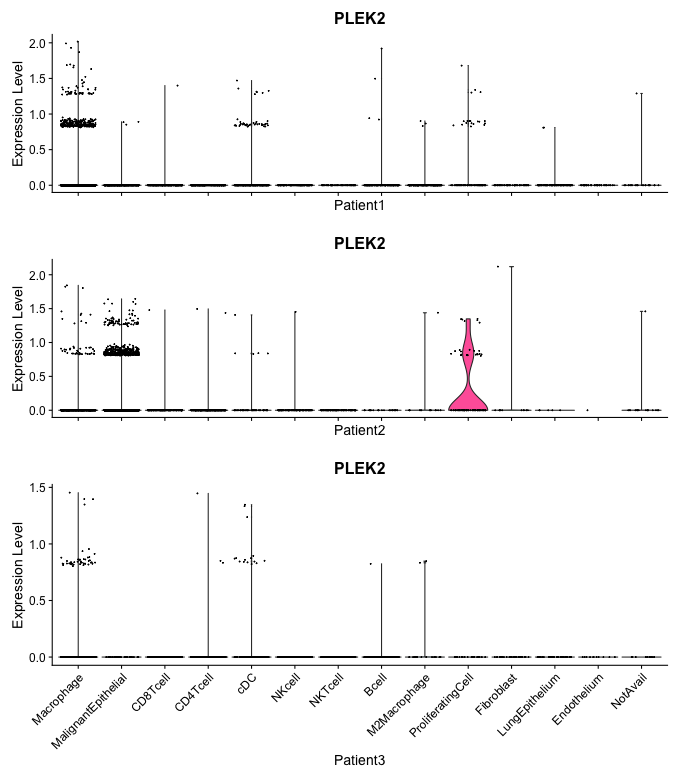 PLEK2
Expression Level
2.0
1.5
1.0
0.5
0.0
Patient1
PLEK2
Expression Level
2.0
1.5
1.0
0.5
0.0
Patient2
PLEK2
Expression Level
1.5
1.0
0.5
0.0
Macrophage
MalignantEpithelial
CD8Tcell
CD4Tcell
cDC
NKcell
NKTcell
Bcell
M2Macrophage
ProliferatingCell
Fibroblast
LungEpithelium
Endothelium
NotAvail
Patient3